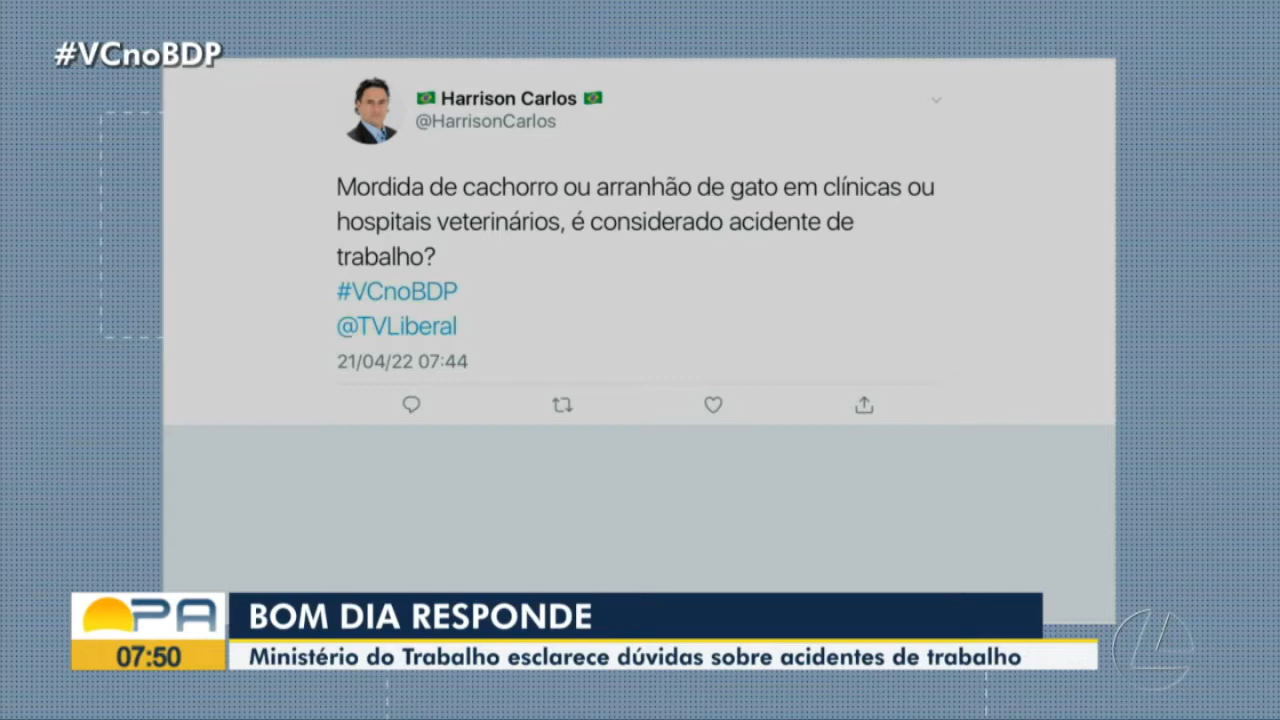 #VCnoBDP
Harrison Carlos
@HarrisonCarlos
Mordida de cachorro ou arranhão de gato em clínicas ou
hospitais veterinários, é considerado acidente de
trabalho?
#VCnoBDP
@TVLiberal
21/04/22 07:44
PA
BOM DIA RESPONDE
07:50
Ministério do Trabalho esclarece dúvidas sobre acidentes de trabalho